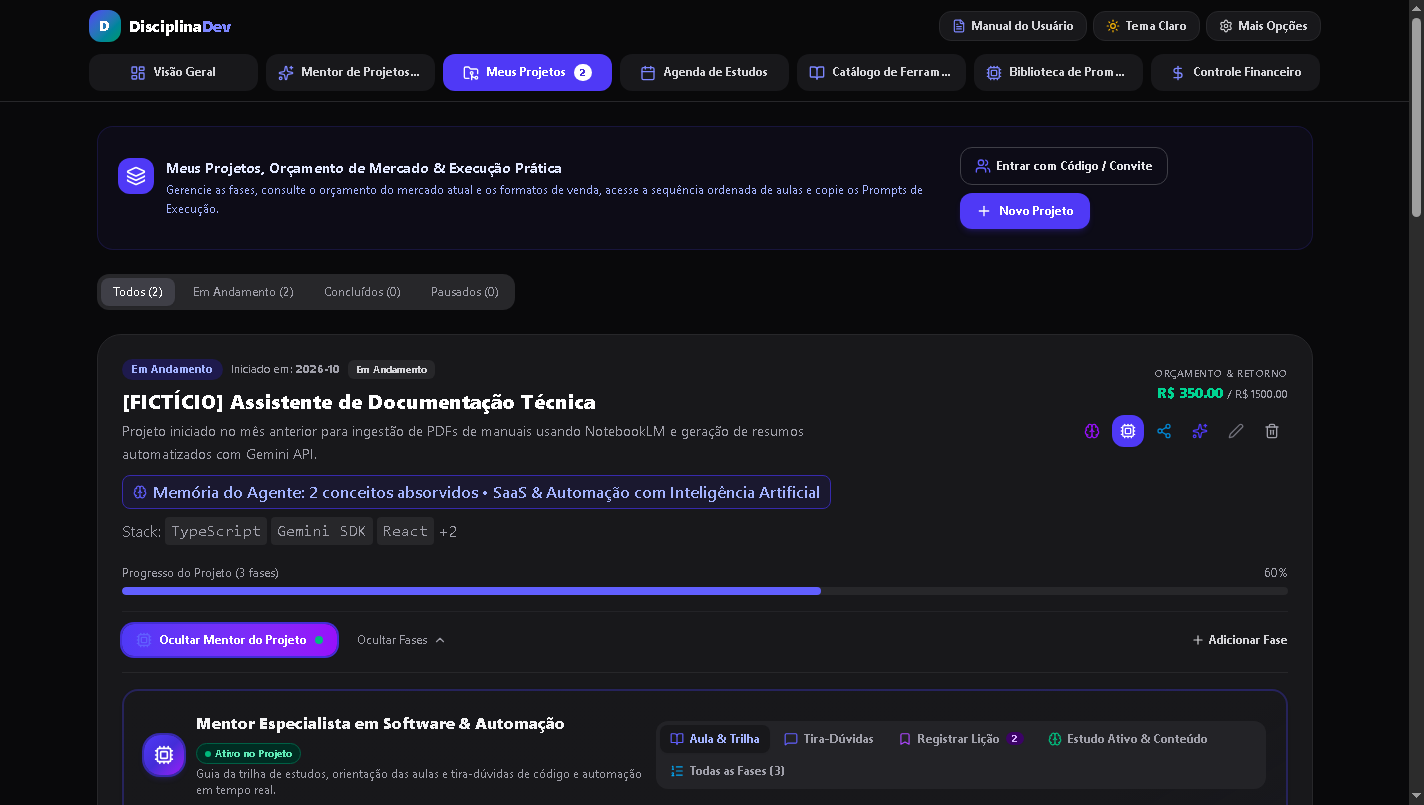 D DisciplinaDev
Manual do Usuário
Tema Claro
Mais Opções
Visão Geral
Mentor de Projetos...
Meus Projetos 2
Agenda de Estudos
Catálogo de Ferram...
Biblioteca de Prom...
Controle Financeiro
Meus Projetos, Orçamento de Mercado & Execução Prática
Gerencie as fases, consulte o orçamento do mercado atual e os formatos de venda, acesse a sequência ordenada de aulas e copie os Prompts de
Execução.
Entrar com Código / Convite
Novo Projeto
Todos (2)
Em Andamento (2)
Concluídos (0)
Pausados (0)
Em Andamento
Iniciado em: 2026-10
Em Andamento
ORÇAMENTO & RETORNO
R$ 350.00 / R$ 1500.00
[FICTÍCIO] Assistente de Documentação Técnica
Projeto iniciado no mês anterior para ingestão de PDFs de manuais usando NotebookLM e geração de resumos
automatizados com Gemini API.
Memória do Agente: 2 conceitos absorvidos • SaaS & Automação com Inteligência Artificial
Stack: TypeScript Gemini SDK React +2
Progresso do Projeto (3 fases)
60%
Ocultar Mentor do Projeto
Ocultar Fases
Adicionar Fase
Mentor Especialista em Software & Automação
Ativo no Projeto
Guia da trilha de estudos, orientação das aulas e tira-dúvidas de código e automação
em tempo real.
Aula & Trilha
Tira-Dúvidas
Registrar Lição 2
Estudo Ativo & Conteúdo
Todas as Fases (3)